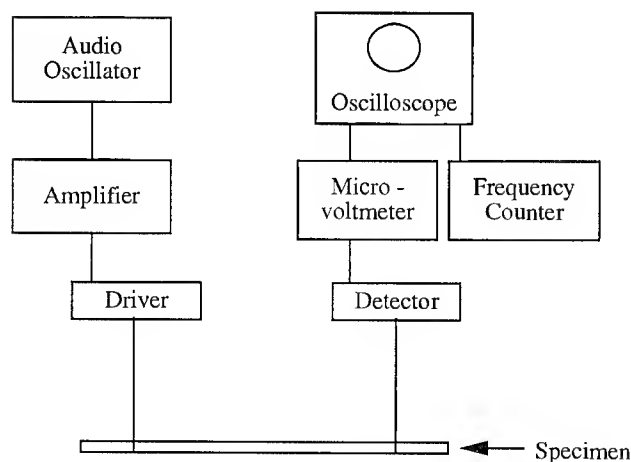 Audio
Oscillator
Oscilloscope
Amplifier
Micro -
voltmeter
Frequency
Counter
Driver
Detector
Specimen